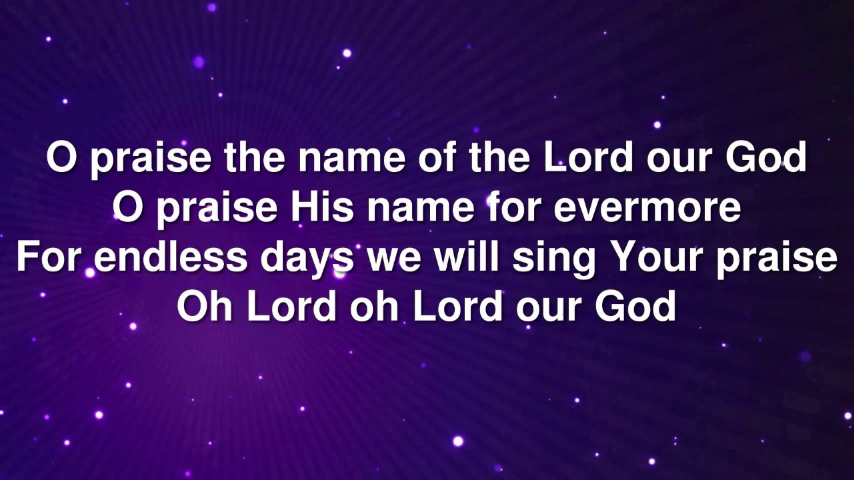 O praise the name of the Lord our God
O praise His name for evermore
For endless days we will sing Your praise
Oh Lord oh Lord our God